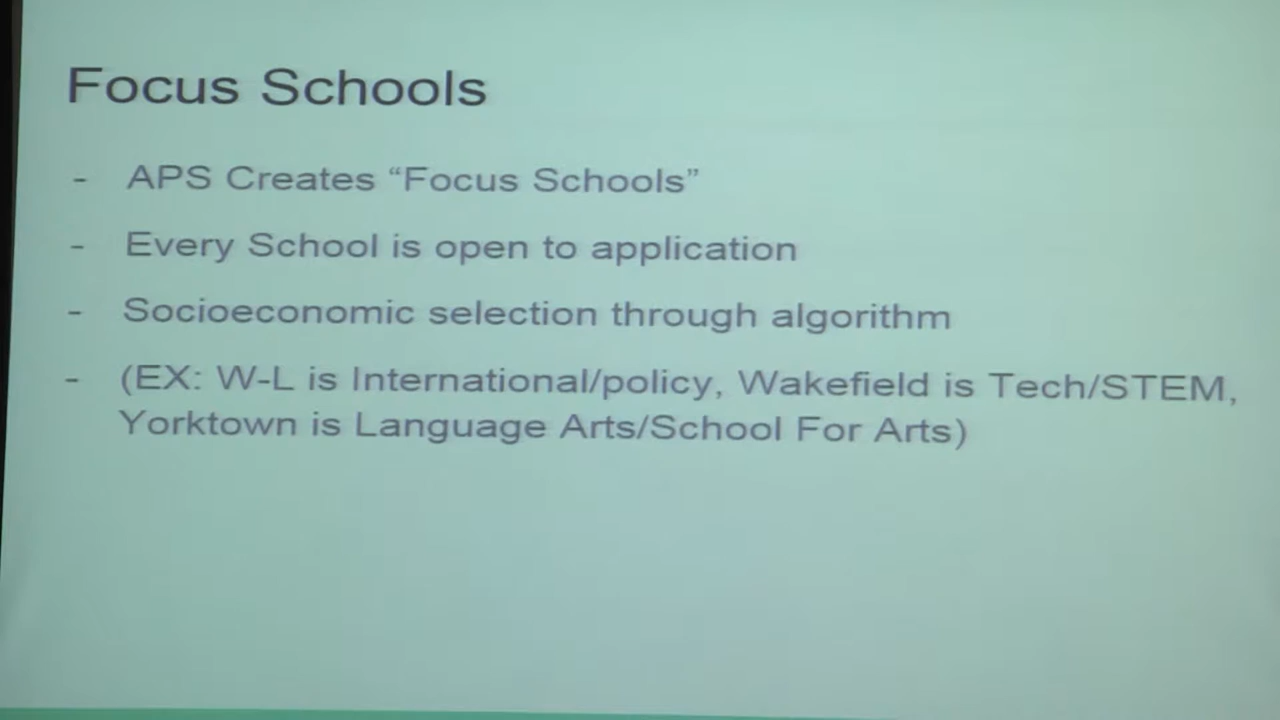 Focus Schools
- APS Creates “Focus Schools”
- Every School is open to application
- Socioeconomic selection through algorithm
- (EX: W-L is International/policy, Wakefield is Tech/STEM,
Yorktown is Language Arts/School For Arts)